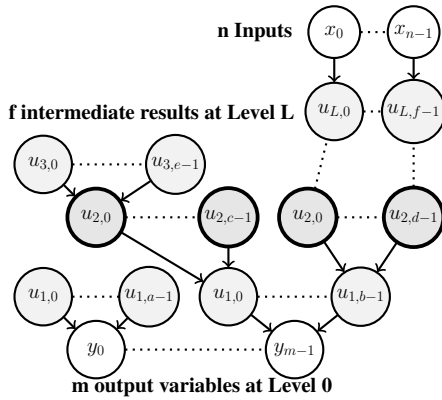 n Inputs x_0 x_{n−1}
u_{L,0} u_{L,f−1}
f intermediate results at Level L
u_{3,0} u_{3,e−1}
u_{2,0} u_{2,c−1} u_{2,0} u_{2,d−1}
u_{1,0} u_{1,a−1} u_{1,0} u_{1,b−1}
y_0 y_{m−1}
m output variables at Level 0